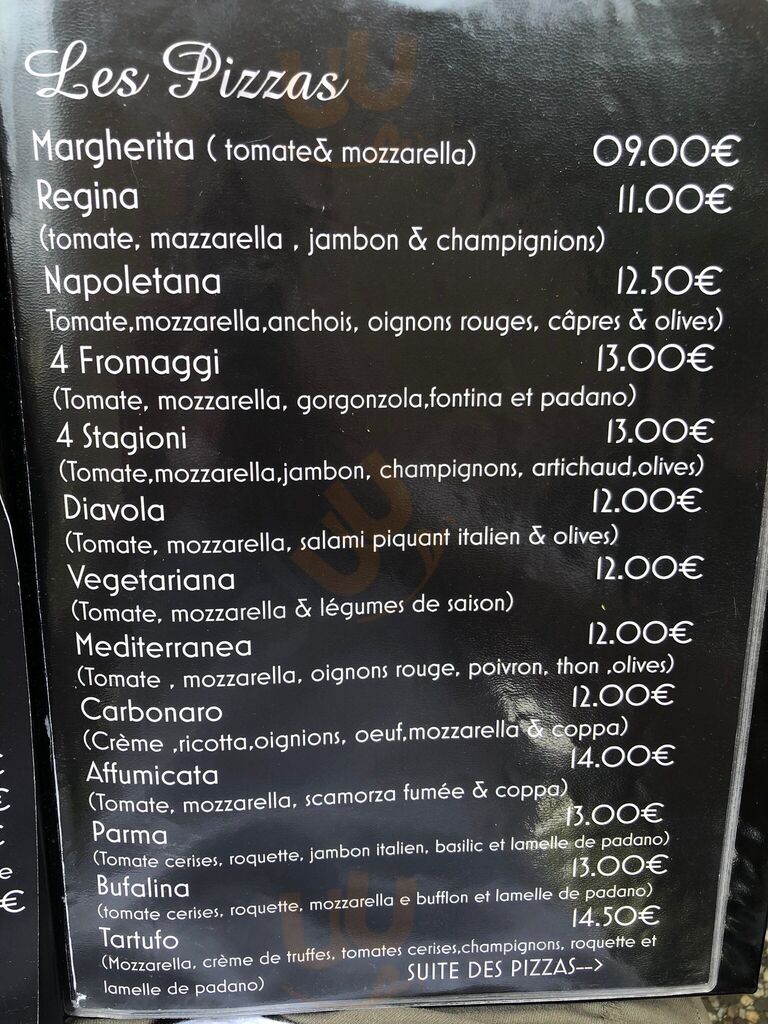 Les Pizzas
Margherita ( tomate& mozzarella) 09.00€
Regina 11.00€
(tomate, mazzarella , jambon & champignions)
Napoletana 12.50€
Tomate,mozzarella,anchois, oignons rouges, câpres & olives)
4 Fromaggi 13.00€
(Tomate, mozzarella, gorgonzola,fontina et padano)
4 Stagioni 13.00€
(Tomate,mozzarella,jambon, champignons, artichaud,olives)
Diavola 12.00€
(Tomate, mozzarella, salami piquant italien & olives)
Vegetariana 12.00€
(Tomate, mozzarella & légumes de saison)
Mediterranea 12.00€
(Tomate , mozzarella, oignons rouge, poivron, thon ,olives)
Carbonaro 12.00€
(Crème ,ricotta,oignions, oeuf,mozzarella & coppa)
Affumicata 14.00€
(Tomate, mozzarella, scamorza fumée & coppa)
Parma 13.00€
(Tomate cerises, roquette, jambon italien, basilic et lamelle de padano)
Bufalina 13.00€
(tomate cerises, roquette, mozzarella e bufflon et lamelle de padano)
Tartufo 14.50€
(Mozzarella, crème de truffes, tomates cerises,champignons, roquette et
lamelle de padano)
SUITE DES PIZZAS-->